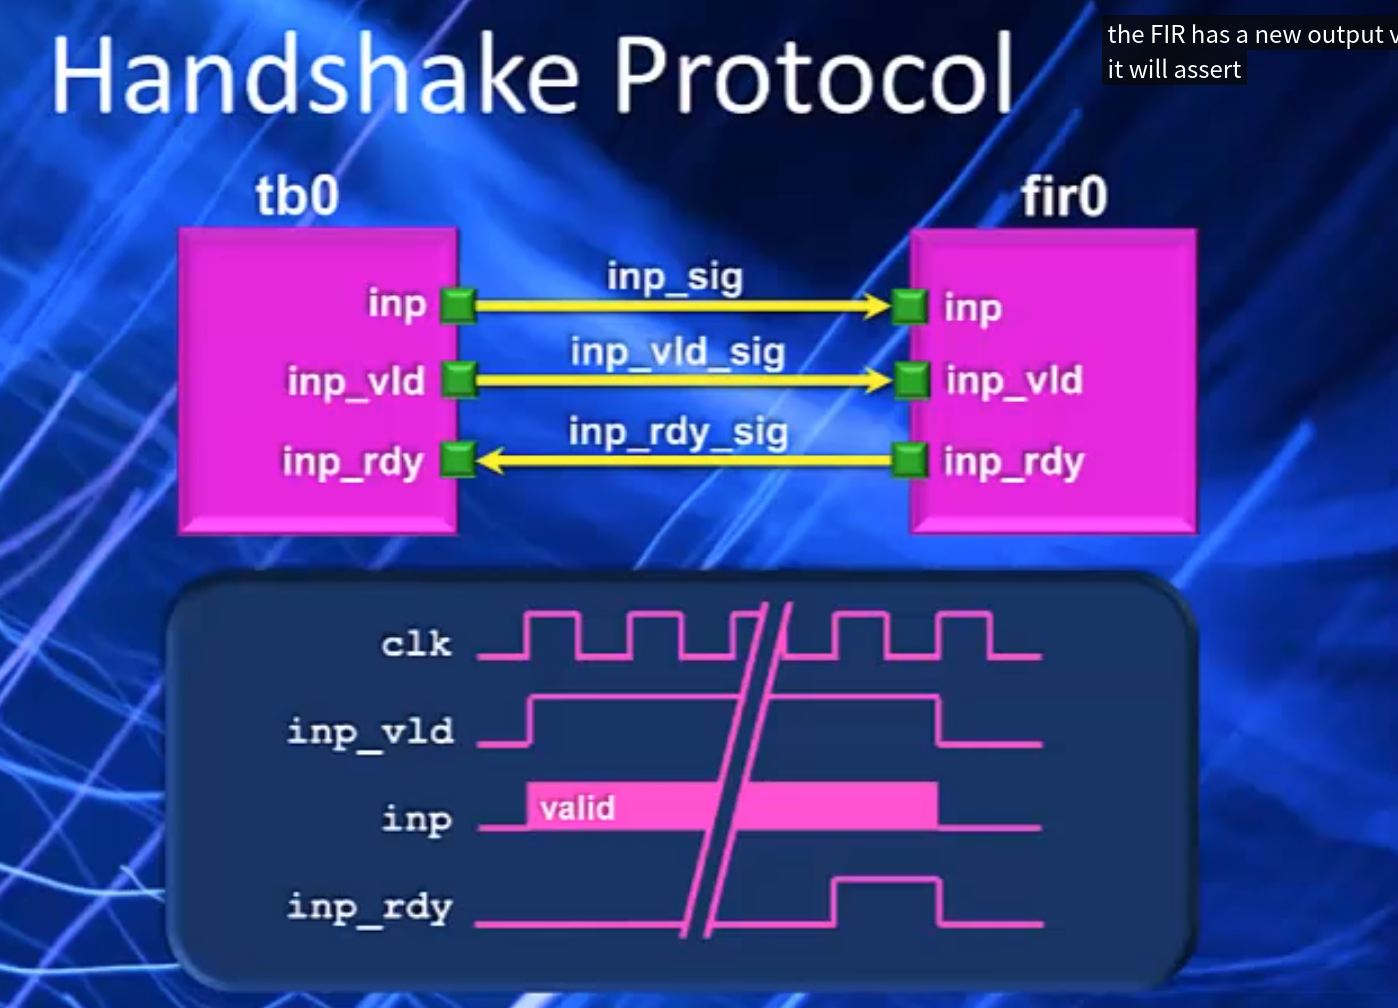 Handshake Protocol
the FIR has a new output
it will assert
tb0
fir0
inp
inp_sig
inp
inp_vld
inp_vld_sig
inp_vld
inp_rdy
inp_rdy_sig
inp_rdy
clk
inp_vld
inp
valid
inp_rdy